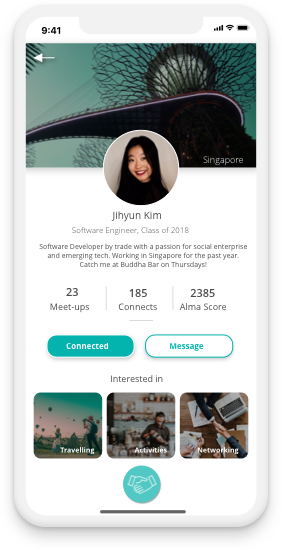 9:41
Singapore
Jihyun Kim
Software Engineer, Class of 2018
Software Developer by trade with a passion for social enterprise
and emerging tech. Working in Singapore for the past year.
Catch me at Buddha Bar on Thursdays!
23 185 2385
Meet-ups Connects Alma Score
Connected Message
Interested in
Travelling Activities Networking